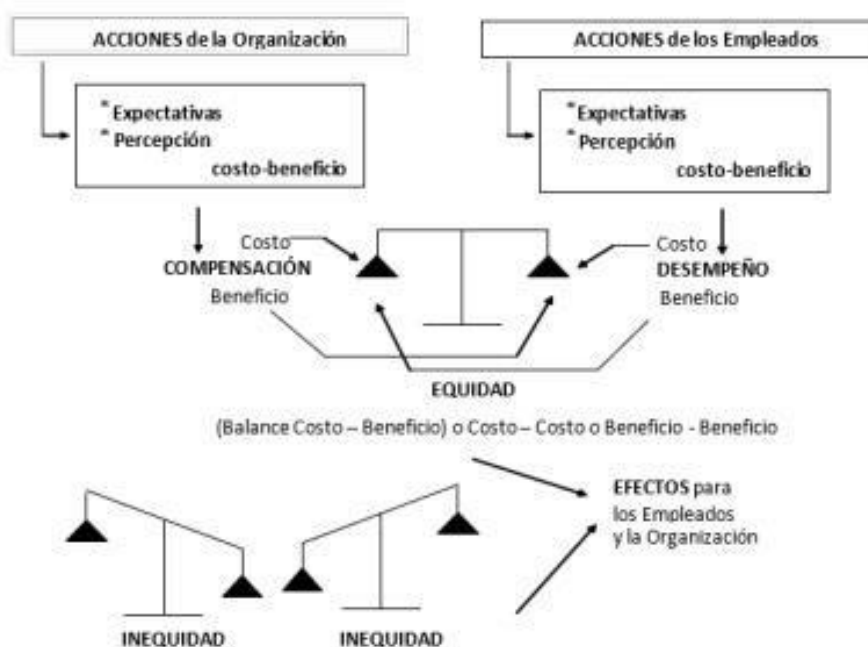 ACCIONES de la Organización
ACCIONES de los Empleados
* Expectativas
* Percepción
costo-beneficio
* Expectativas
* Percepción
costo-beneficio
Costo
COMPENSACIÓN
Beneficio
Costo
DESEMPEÑO
Beneficio
EQUIDAD
(Balance Costo – Beneficio) o Costo – Costo o Beneficio - Beneficio
EFECTOS para
los Empleados
y la Organización
INEQUIDAD
INEQUIDAD